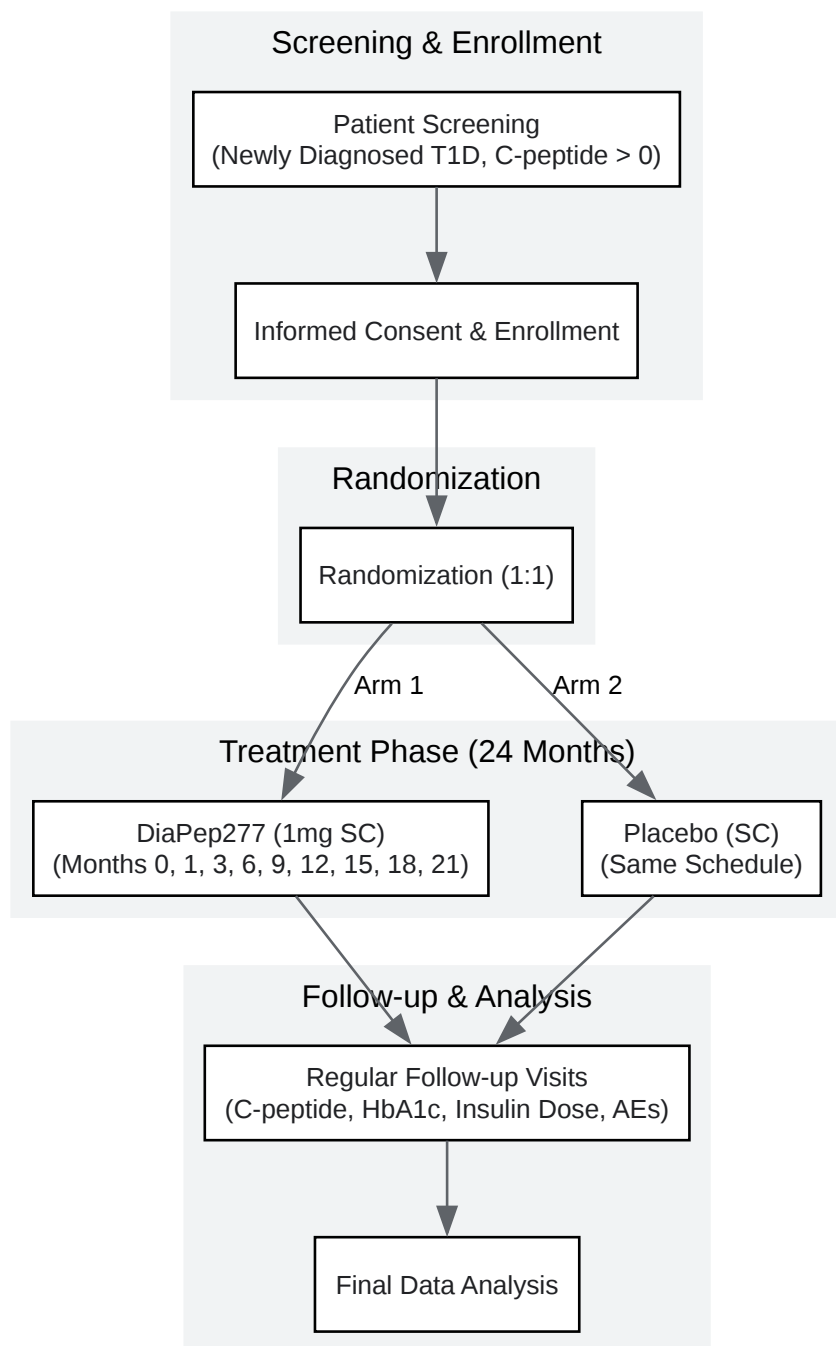 Screening & Enrollment
Patient Screening
(Newly Diagnosed T1D, C-peptide > 0)
Informed Consent & Enrollment
Randomization
Randomization (1:1)
Arm 1
Arm 2
Treatment Phase (24 Months)
DiaPep277 (1mg SC)
(Months 0, 1, 3, 6, 9, 12, 15, 18, 21)
Placebo (SC)
(Same Schedule)
Follow-up & Analysis
Regular Follow-up Visits
(C-peptide, HbA1c, Insulin Dose, AEs)
Final Data Analysis